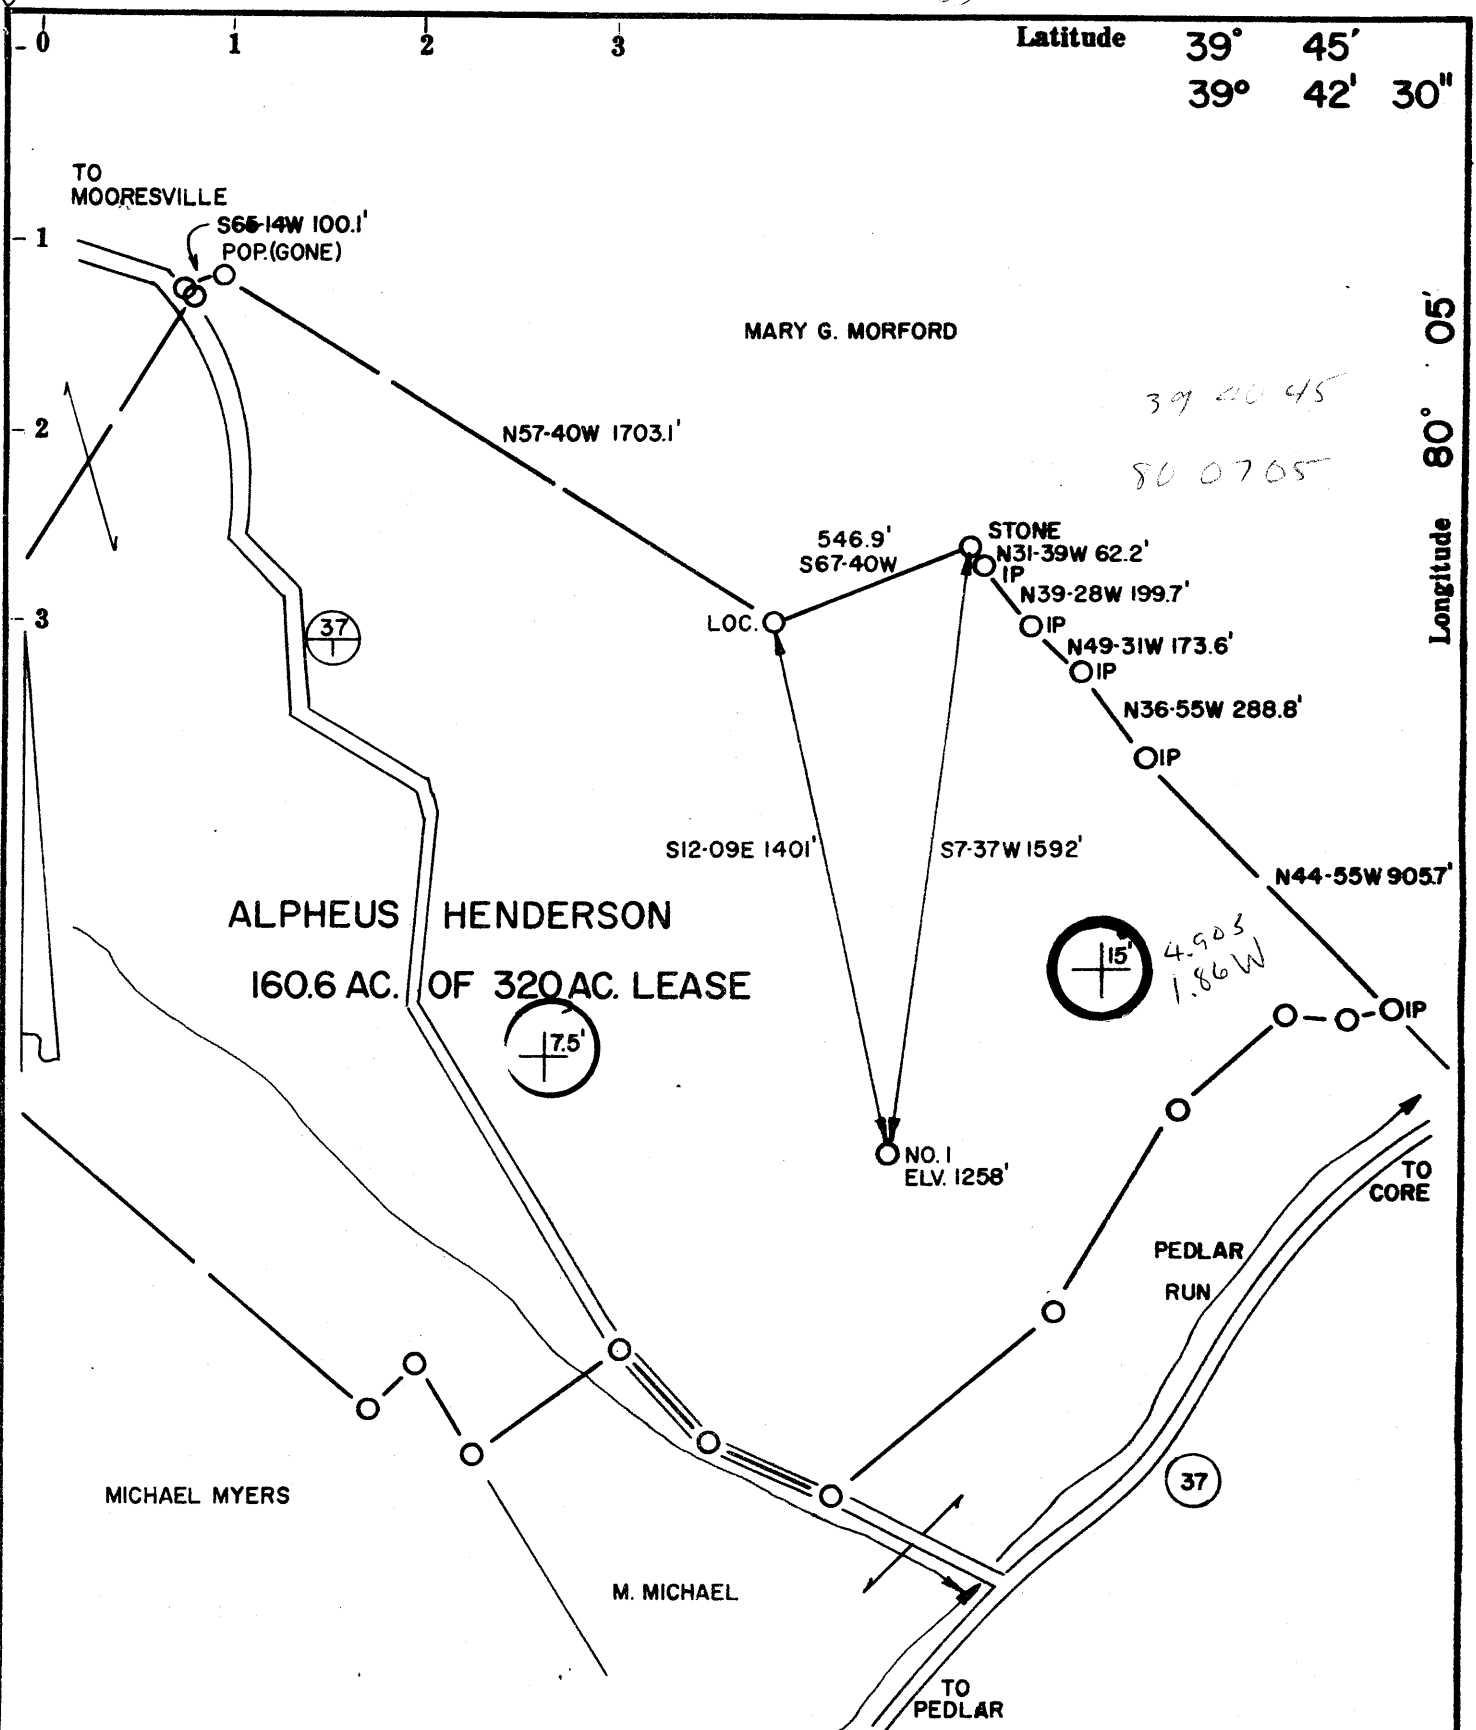 0 1 2 3 Latitude 39° 45'
39° 42' 30"
TO
MOORESVILLE
S65-14W 100.1'
POP.(GONE)
1
MARY G. MORFORD
Longitude 80° 05'
39 40 45
80 0705
2
N57-40W 1703.1'
546.9'
S67-40W
STONE
N31-39W 62.2'
IP
N39-28W 199.7'
IP
3
LOC.
37
N49-31W 173.6'
IP
N36-55W 288.8'
IP
S12-09E 1401'
S7-37W 1592'
N44-55W 905.7'
ALPHEUS HENDERSON
160.6 AC. OF 320 AC. LEASE
15'
4.903
1.86 W
7.5'
IP
NO. 1
ELV. 1258'
TO
CORE
PEDLAR
RUN
37
MICHAEL MYERS
M. MICHAEL
TO
PEDLAR